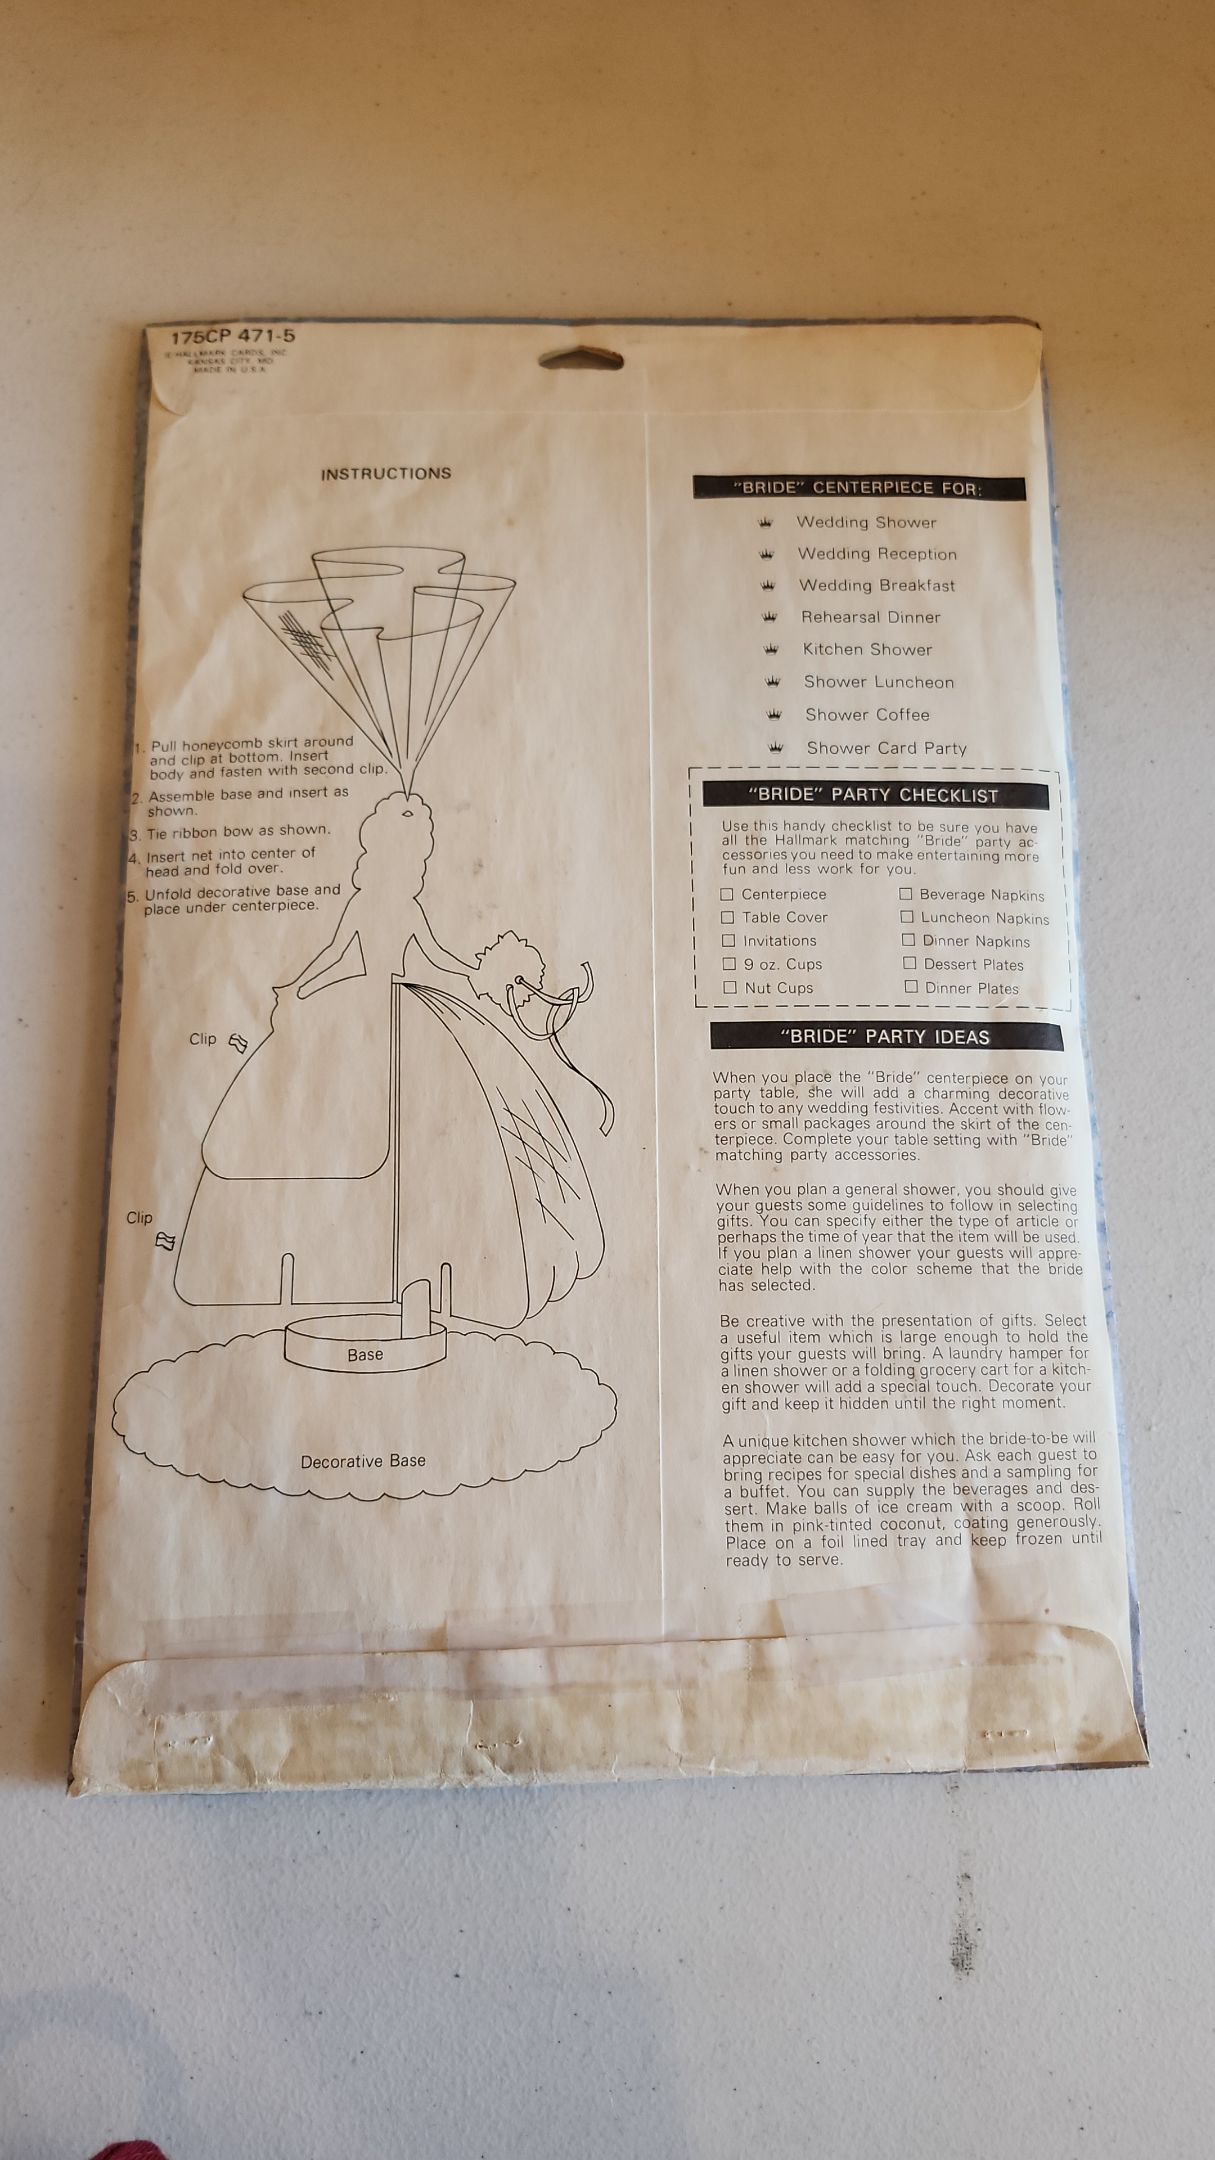 175CP 471-5
© HALLMARK CARDS, INC.
KANSAS CITY, MO
MADE IN U.S.A.
INSTRUCTIONS
1. Pull honeycomb skirt around
and clip at bottom. Insert
body and fasten with second clip.
2. Assemble base and insert as
shown.
3. Tie ribbon bow as shown.
4. Insert net into center of
head and fold over.
5. Unfold decorative base and
place under centerpiece.
Clip
Clip
Base
Decorative Base
"BRIDE" CENTERPIECE FOR:
Wedding Shower
Wedding Reception
Wedding Breakfast
Rehearsal Dinner
Kitchen Shower
Shower Luncheon
Shower Coffee
Shower Card Party
"BRIDE" PARTY CHECKLIST
Use this handy checklist to be sure you have
all the Hallmark matching "Bride" party ac-
cessories you need to make entertaining more
fun and less work for you.
Centerpiece
Table Cover
Invitations
9 oz. Cups
Nut Cups
Beverage Napkins
Luncheon Napkins
Dinner Napkins
Dessert Plates
Dinner Plates
"BRIDE" PARTY IDEAS
When you place the "Bride" centerpiece on your
party table, she will add a charming decorative
touch to any wedding festivities. Accent with flow-
ers or small packages around the skirt of the cen-
terpiece. Complete your table setting with "Bride"
matching party accessories.
When you plan a general shower, you should give
your guests some guidelines to follow in selecting
gifts. You can specify either the type of article or
perhaps the time of year that the item will be used.
If you plan a linen shower your guests will appre-
ciate help with the color scheme that the bride
has selected.
Be creative with the presentation of gifts. Select
a useful item which is large enough to hold the
gifts your guests will bring. A laundry hamper for
a linen shower or a folding grocery cart for a kitch-
en shower will add a special touch. Decorate your
gift and keep it hidden until the right moment.
A unique kitchen shower which the bride-to-be will
appreciate can be easy for you. Ask each guest to
bring recipes for special dishes and a sampling for
a buffet. You can supply the beverages and des-
sert. Make balls of ice cream with a scoop. Roll
them in pink-tinted coconut, coating generously.
Place on a foil lined tray and keep frozen until
ready to serve.